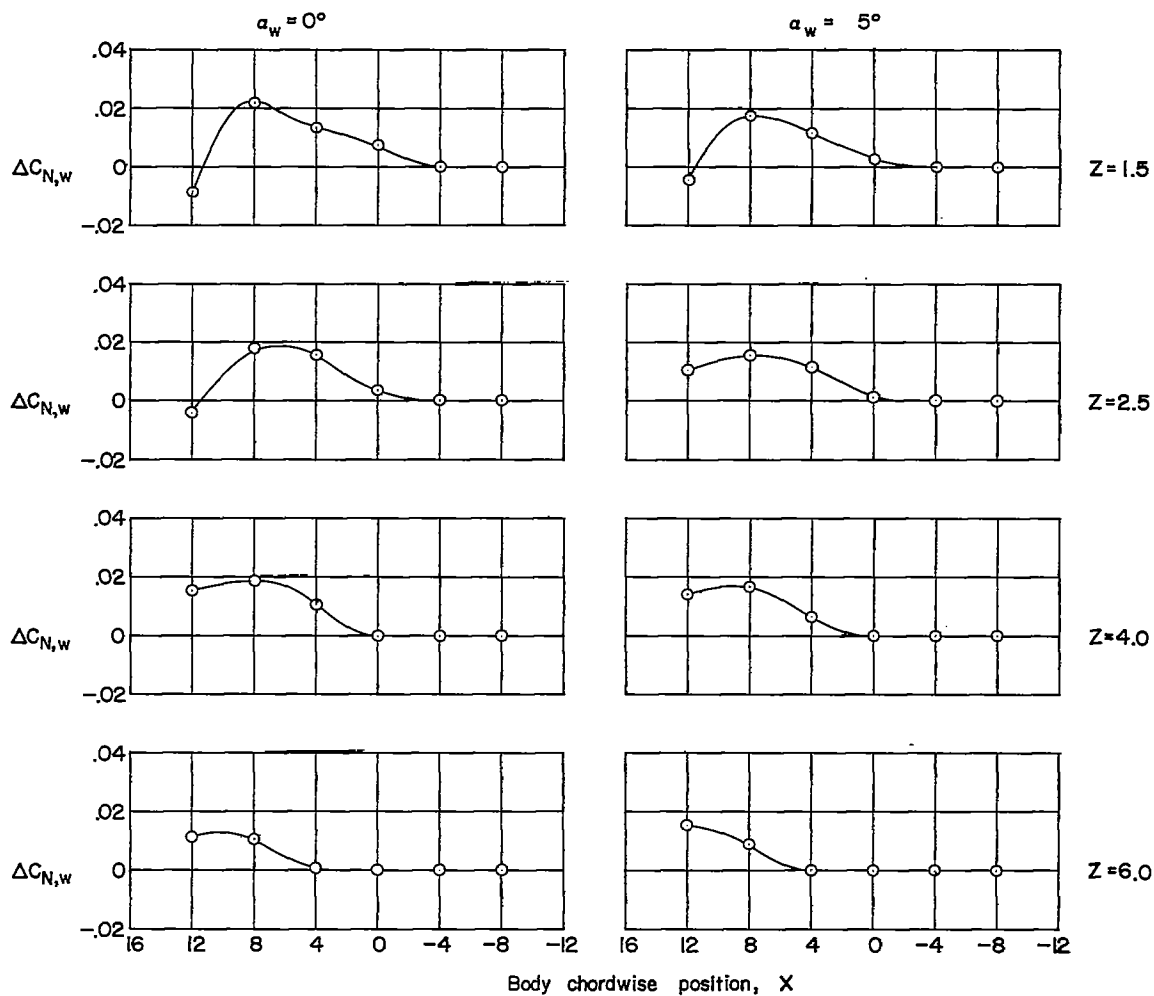 α_w = 0° α_w = 5°
.04
.02
ΔC_N,w 0 Z=1.5
-.02
.04
.02
ΔC_N,w 0 Z=2.5
-.02
.04
.02
ΔC_N,w 0 Z=4.0
-.02
.04
.02
ΔC_N,w 0 Z=6.0
-.02
16 12 8 4 0 -4 -8 -12 16 12 8 4 0 -4 -8 -12
Body chordwise position, X